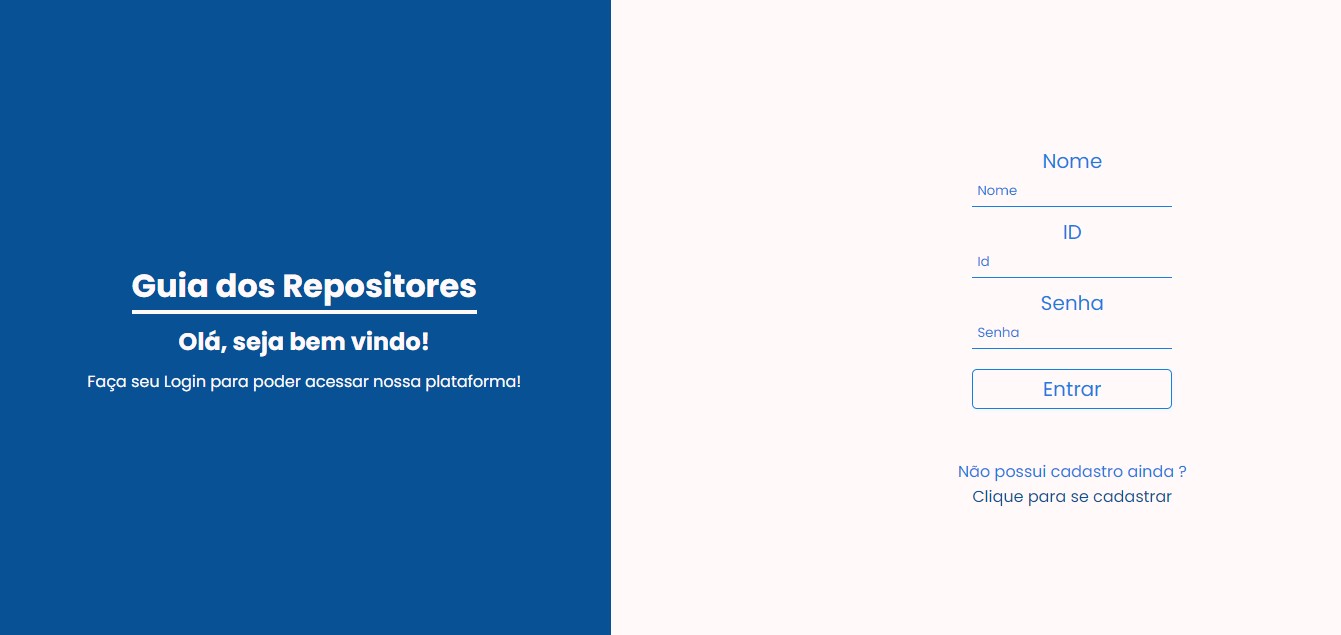 Guia dos Repositores
Olá, seja bem vindo!
Faça seu Login para poder acessar nossa plataforma!
Nome
Nome
ID
Id
Senha
Senha
Entrar
Não possui cadastro ainda ?
Clique para se cadastrar